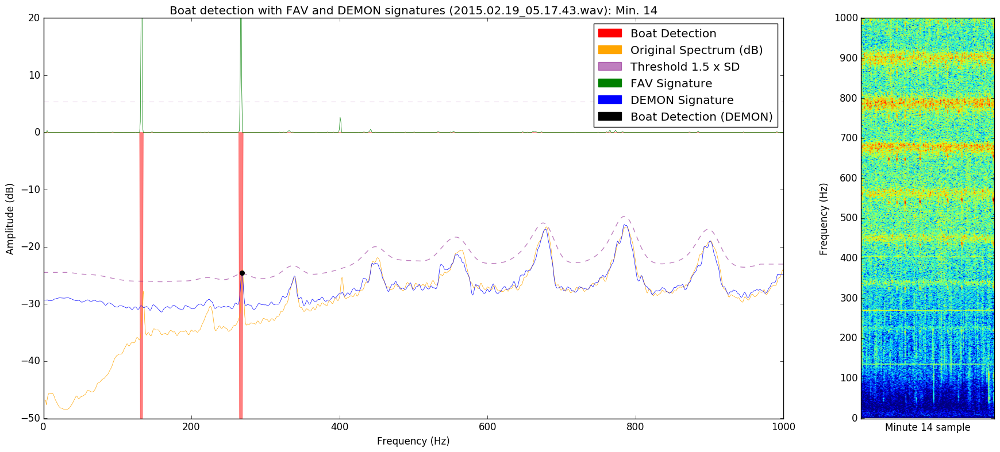 Boat detection with FAV and DEMON signatures (2015.02.19_05.17.43.wav): Min. 14
Boat Detection
Original Spectrum (dB)
Threshold 1.5 x SD
FAV Signature
DEMON Signature
Boat Detection (DEMON)
Amplitude (dB)
20
10
0
−10
−20
−30
−40
−50
0
200
400
600
800
1000
Frequency (Hz)
Frequency (Hz)
1000
900
800
700
600
500
400
300
200
100
0
Minute 14 sample